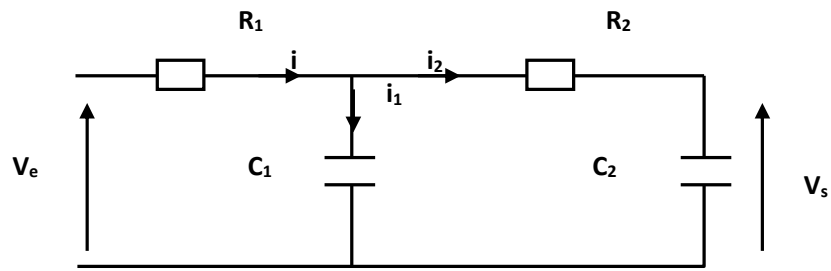 R₁ R₂
i i₂
i₁
Vₑ C₁ C₂ Vₛ